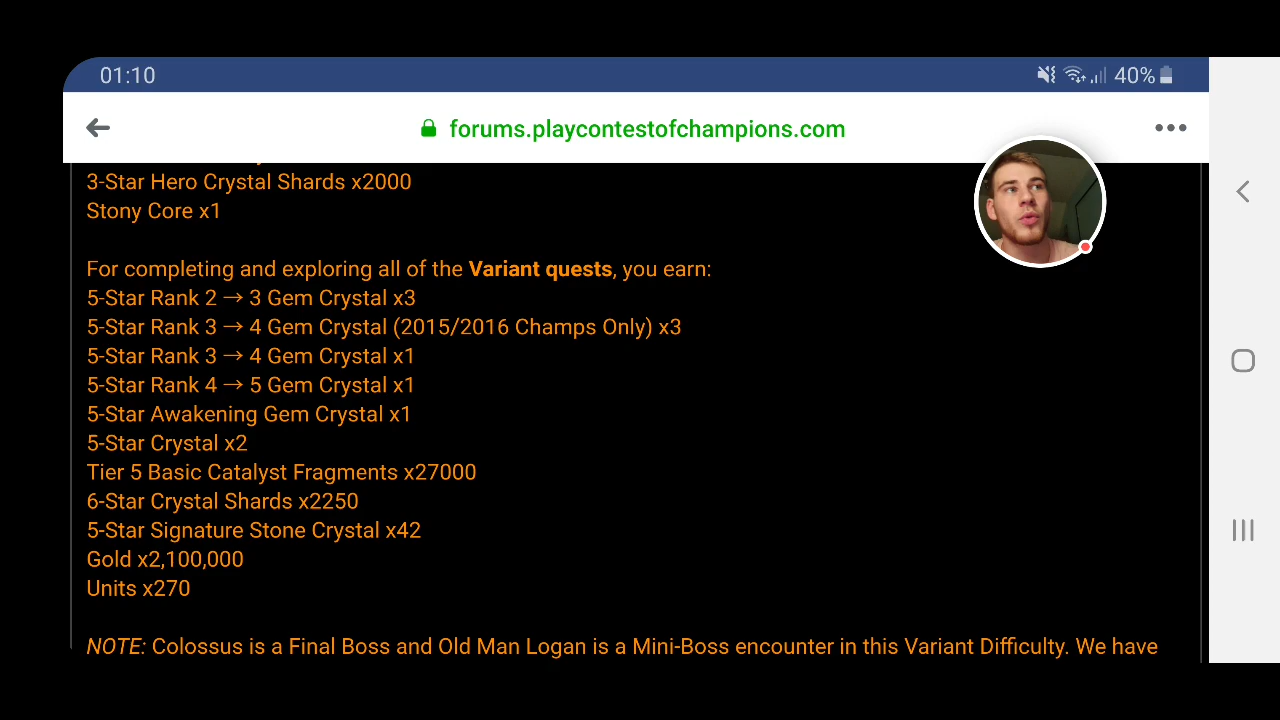 01:10
40%
forums.playcontestofchampions.com
3-Star Hero Crystal Shards x2000
Stony Core x1
For completing and exploring all of the Variant quests, you earn:
5-Star Rank 2 → 3 Gem Crystal x3
5-Star Rank 3 → 4 Gem Crystal (2015/2016 Champs Only) x3
5-Star Rank 3 → 4 Gem Crystal x1
5-Star Rank 4 → 5 Gem Crystal x1
5-Star Awakening Gem Crystal x1
5-Star Crystal x2
Tier 5 Basic Catalyst Fragments x27000
6-Star Crystal Shards x2250
5-Star Signature Stone Crystal x42
Gold x2,100,000
Units x270
NOTE: Colossus is a Final Boss and Old Man Logan is a Mini-Boss encounter in this Variant Difficulty. We have